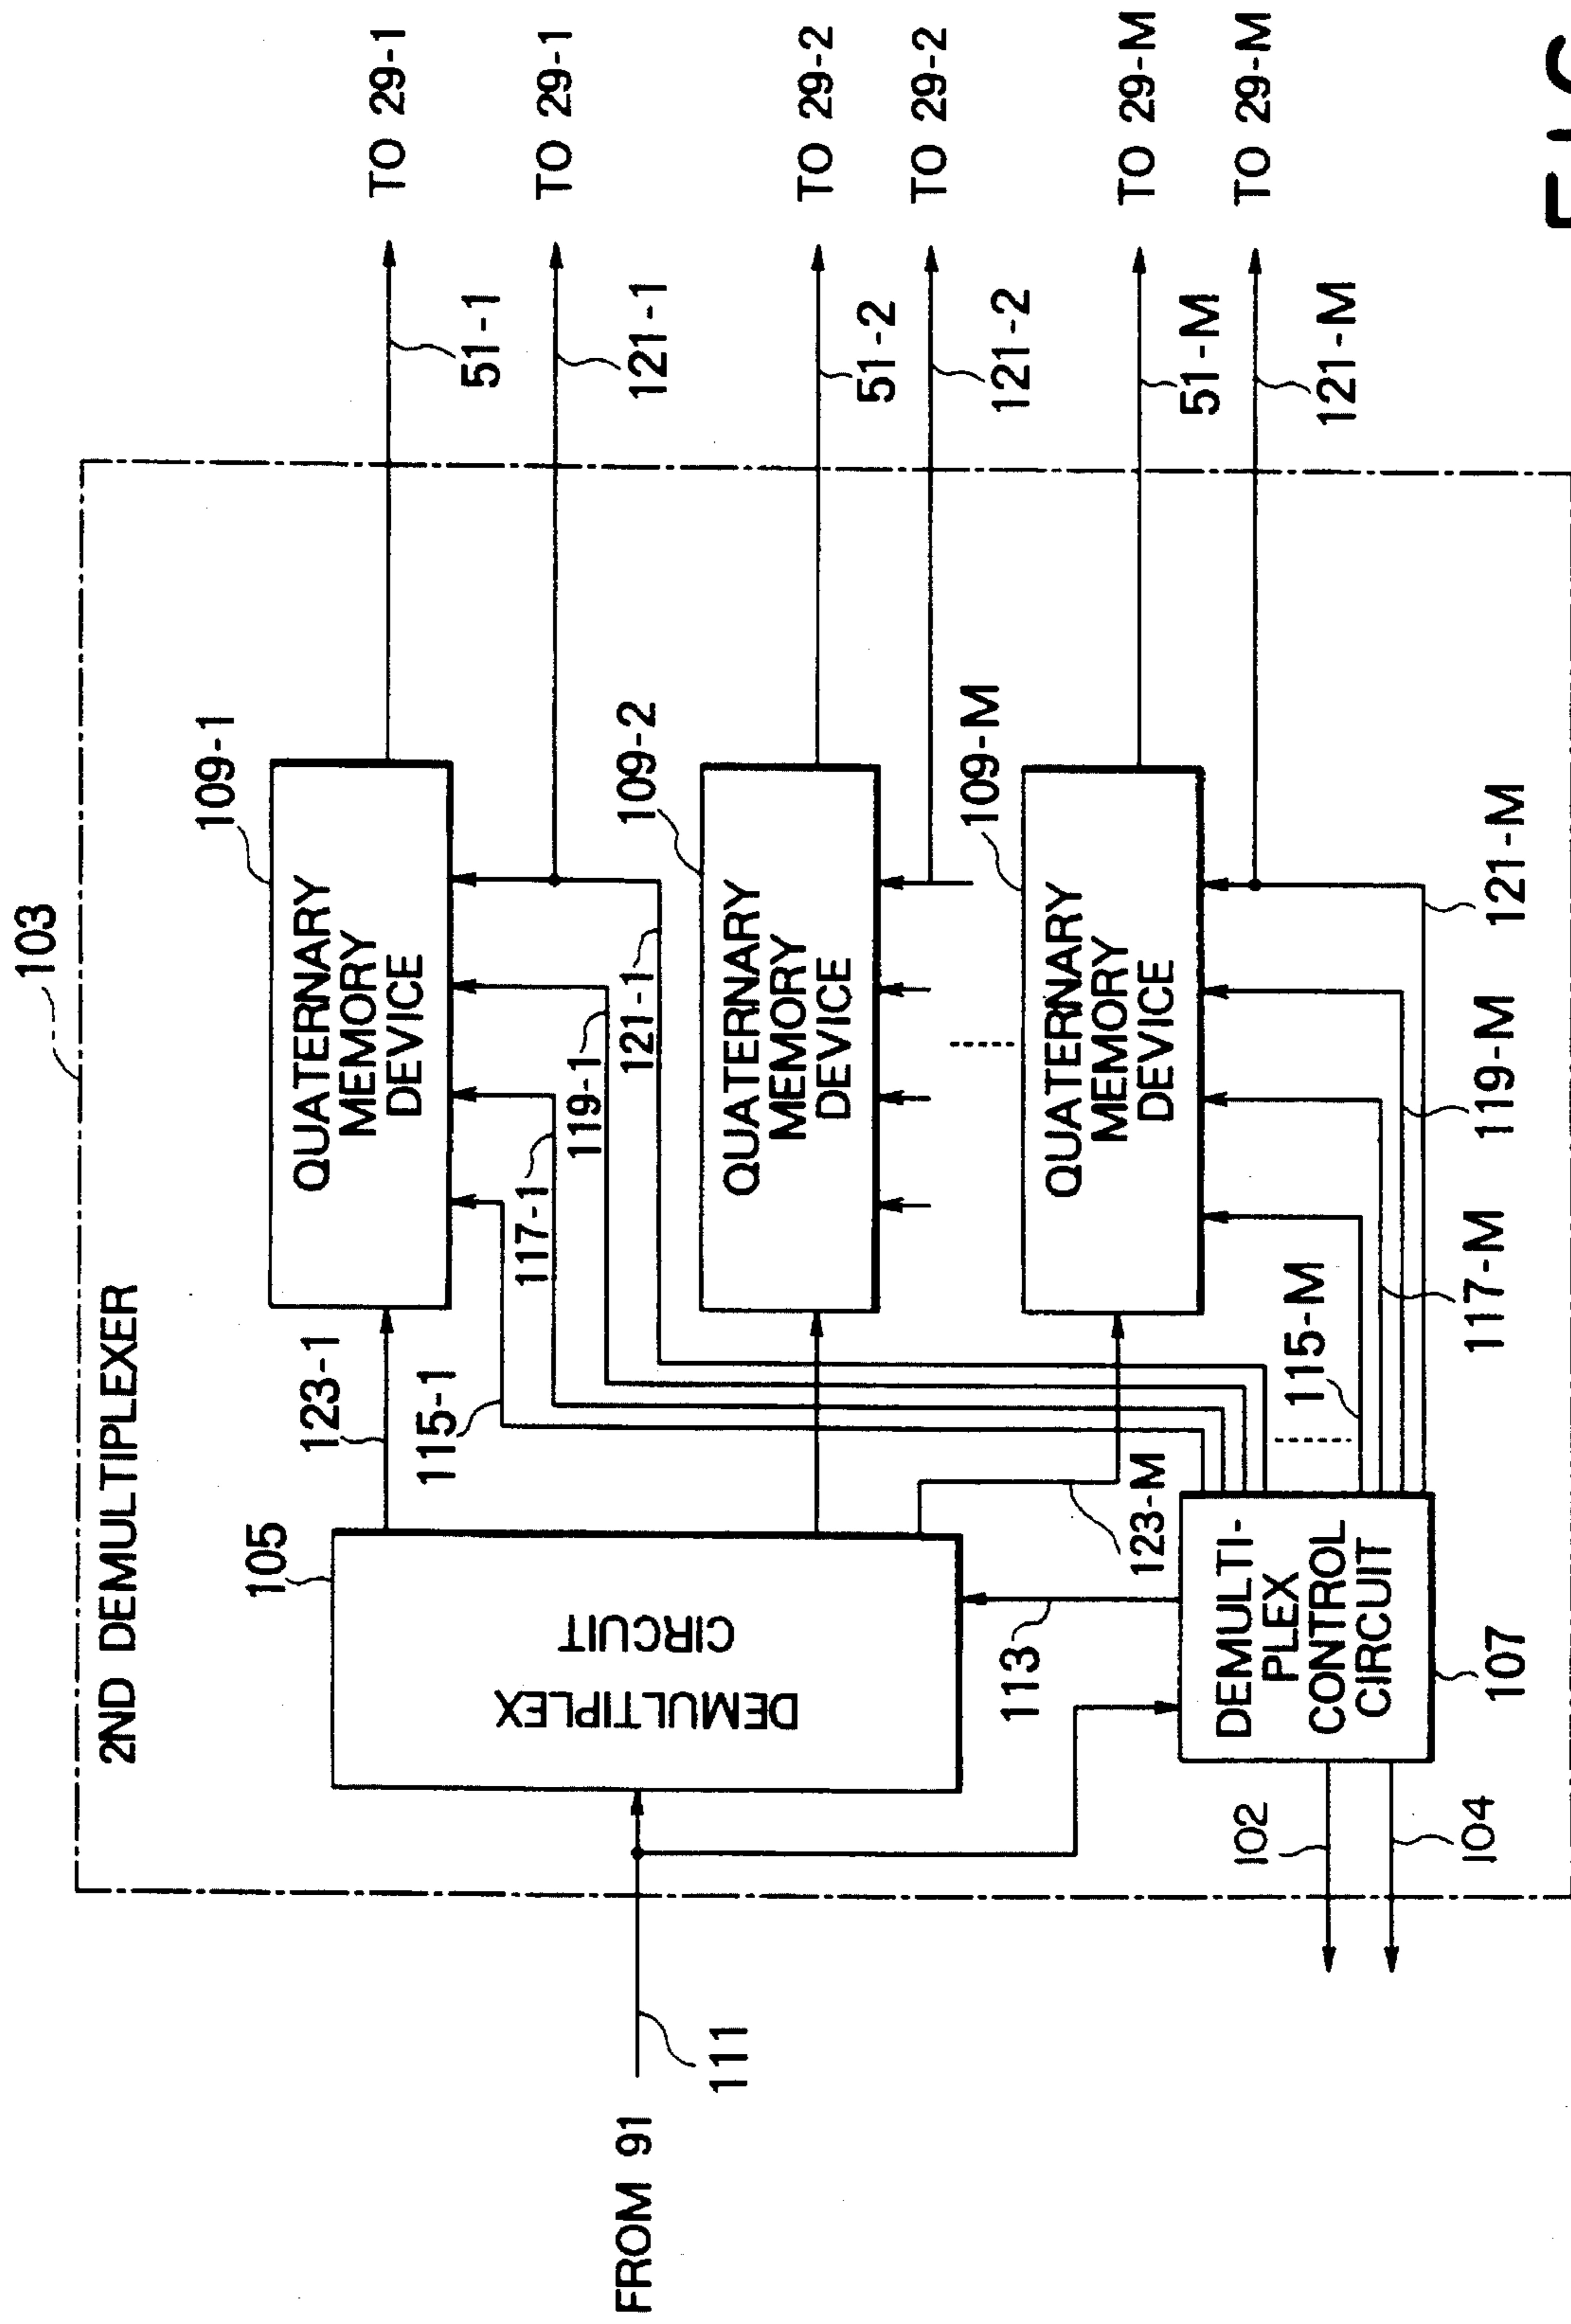 103
2ND DEMULTIPLEXER
109-1
QUATERNARY
MEMORY
DEVICE
TO 29-1
51-1
TO 29-1
121-1
123-1
115-1
117-1
119-1
121-1
105
DEMULTIPLEX
CIRCUIT
109-2
QUATERNARY
MEMORY
DEVICE
TO 29-2
51-2
TO 29-2
121-2
FROM 91
111
109-M
QUATERNARY
MEMORY
DEVICE
TO 29-M
51-M
TO 29-M
121-M
113
123-M
115-M
102
104
DEMULTI-
PLEX
CONTROL
CIRCUIT
107
117-M
119-M
121-M